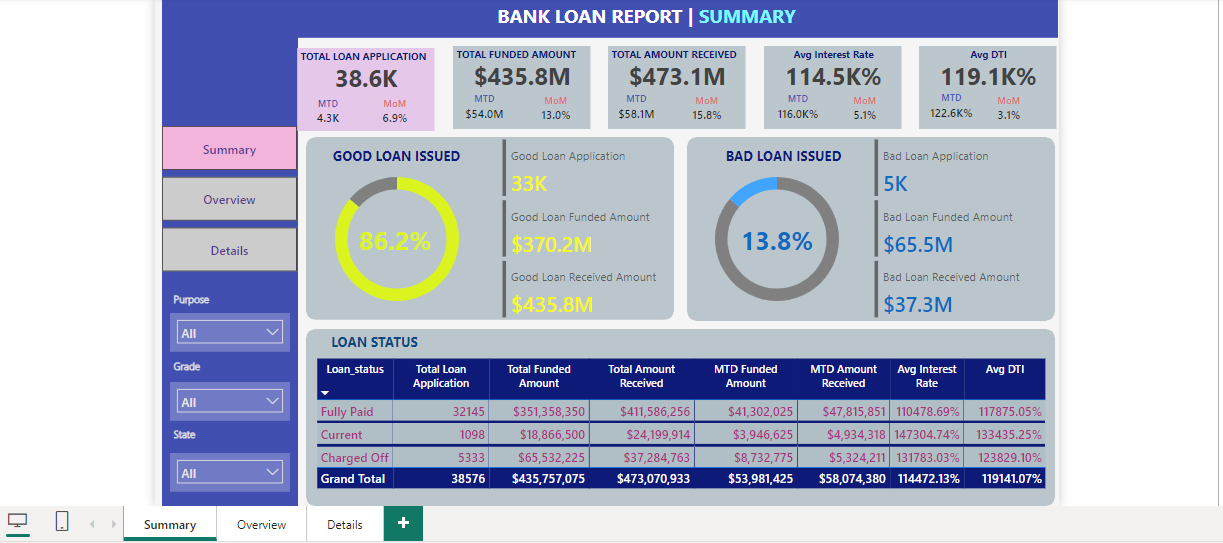 BANK LOAN REPORT | SUMMARY
TOTAL LOAN APPLICATION
38.6K
MTD MoM
4.3K 6.9%
TOTAL FUNDED AMOUNT
$435.8M
MTD MoM
$54.0M 13.0%
TOTAL AMOUNT RECEIVED
$473.1M
MTD MoM
$58.1M 15.8%
Avg Interest Rate
114.5K%
MTD MoM
116.0K% 5.1%
Avg DTI
119.1K%
MTD MoM
122.6K% 3.1%
Summary
Overview
Details
Purpose
All
Grade
All
State
All
GOOD LOAN ISSUED
86.2%
Good Loan Application
33K
Good Loan Funded Amount
$370.2M
Good Loan Received Amount
$435.8M
BAD LOAN ISSUED
13.8%
Bad Loan Application
5K
Bad Loan Funded Amount
$65.5M
Bad Loan Received Amount
$37.3M
LOAN STATUS
Loan_status Total Loan Application Total Funded Amount Total Amount Received MTD Funded Amount MTD Amount Received Avg Interest Rate Avg DTI
Fully Paid 32145 $351,358,350 $411,586,256 $41,302,025 $47,815,851 110478.69% 117875.05%
Current 1098 $18,866,500 $24,199,914 $3,946,625 $4,934,318 147304.74% 133435.25%
Charged Off 5333 $65,532,225 $37,284,763 $8,732,775 $5,324,211 131783.03% 123829.10%
Grand Total 38576 $435,757,075 $473,070,933 $53,981,425 $58,074,380 114472.13% 119141.07%
Summary Overview Details +